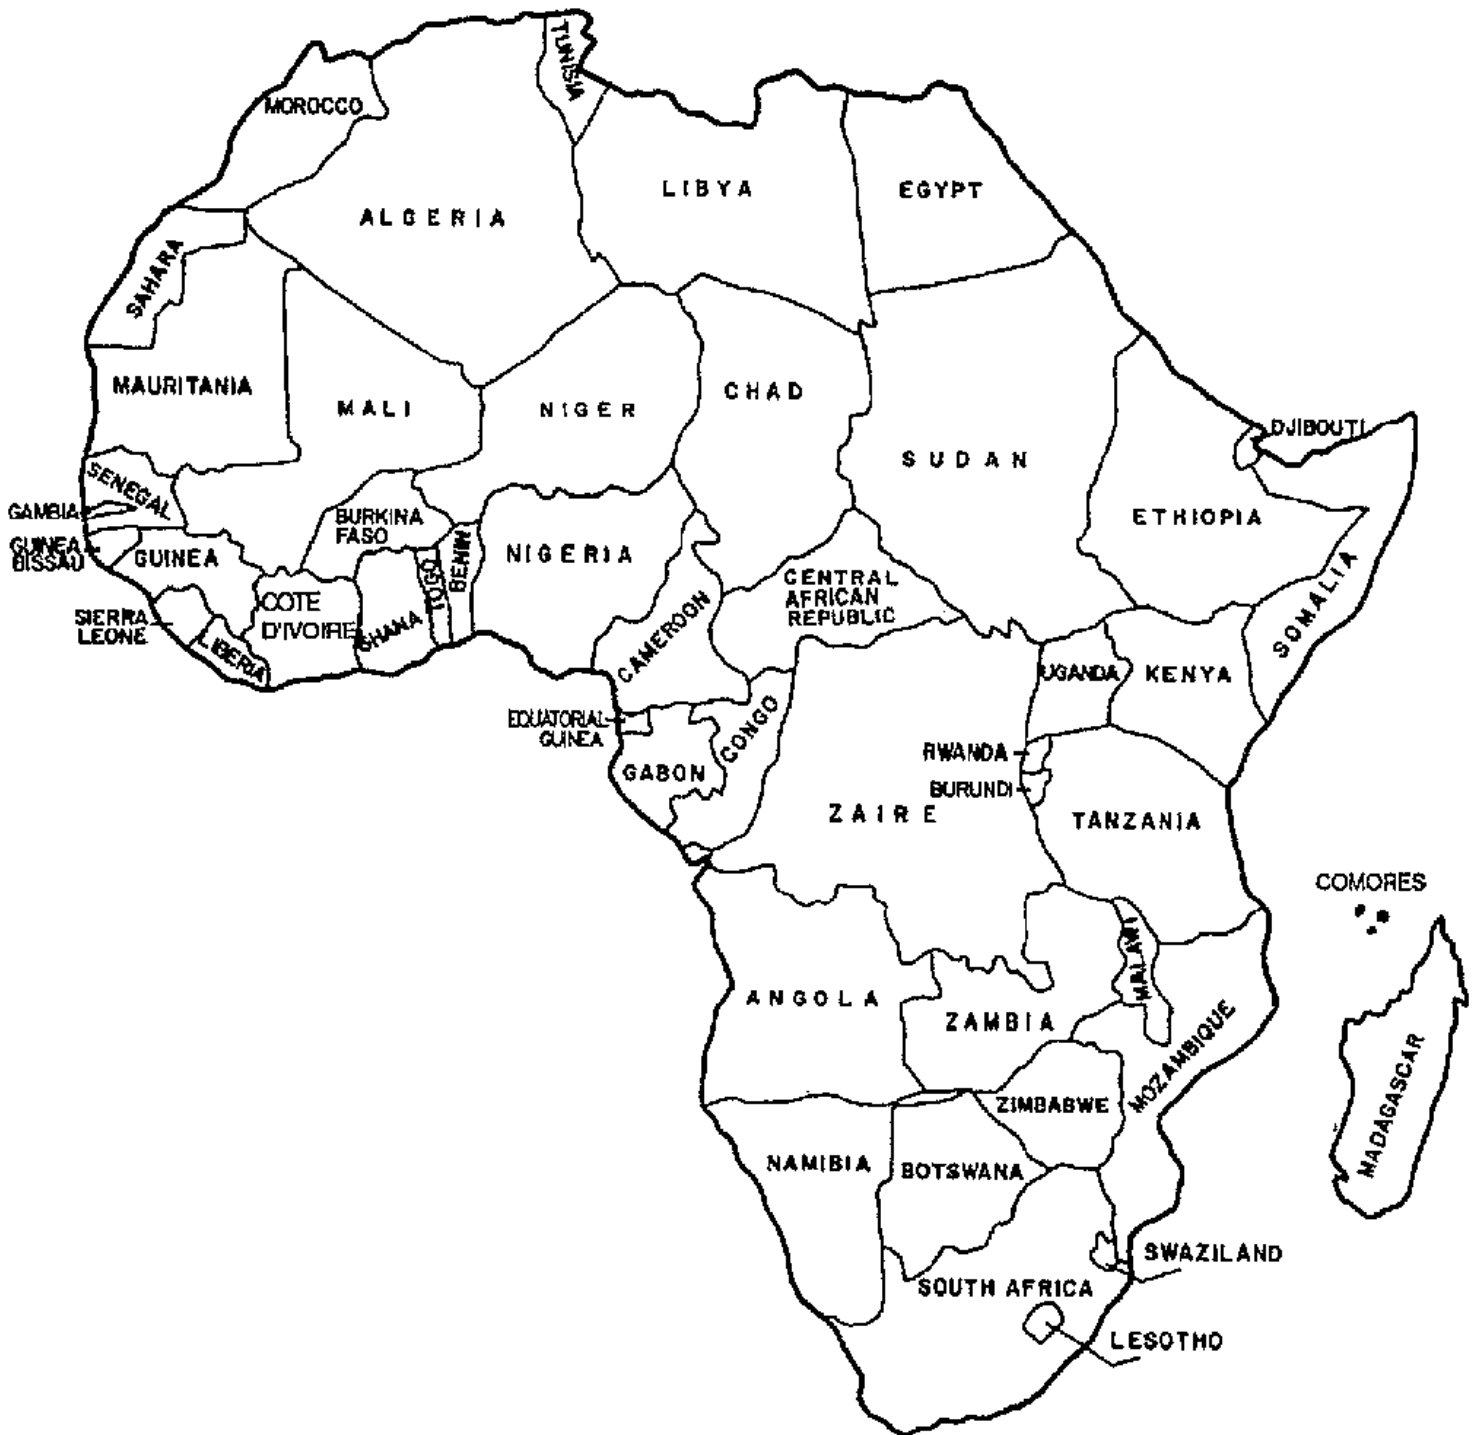 TUNISIA
MOROCCO
LIBYA
EGYPT
ALGERIA
SAHARA
MAURITANIA
MALI
NIGER
CHAD
DJIBOUTI
SUDAN
SENEGAL
GAMBIA
BURKINA
FASO
ETHIOPIA
GUINEA
BISSAU
GUINEA
NIGERIA
BENIN
TOGO
CENTRAL
AFRICAN
REPUBLIC
COTE
D'IVOIRE
GHANA
SIERRA
LEONE
LIBERIA
CAMEROON
SOMALIA
UGANDA
KENYA
EQUATORIAL
GUINEA
CONGO
RWANDA
GABON
BURUNDI
ZAIRE
TANZANIA
COMORES
MALAWI
ANGOLA
ZAMBIA
MOZAMBIQUE
MADAGASCAR
ZIMBABWE
NAMIBIA
BOTSWANA
SWAZILAND
SOUTH AFRICA
LESOTHO